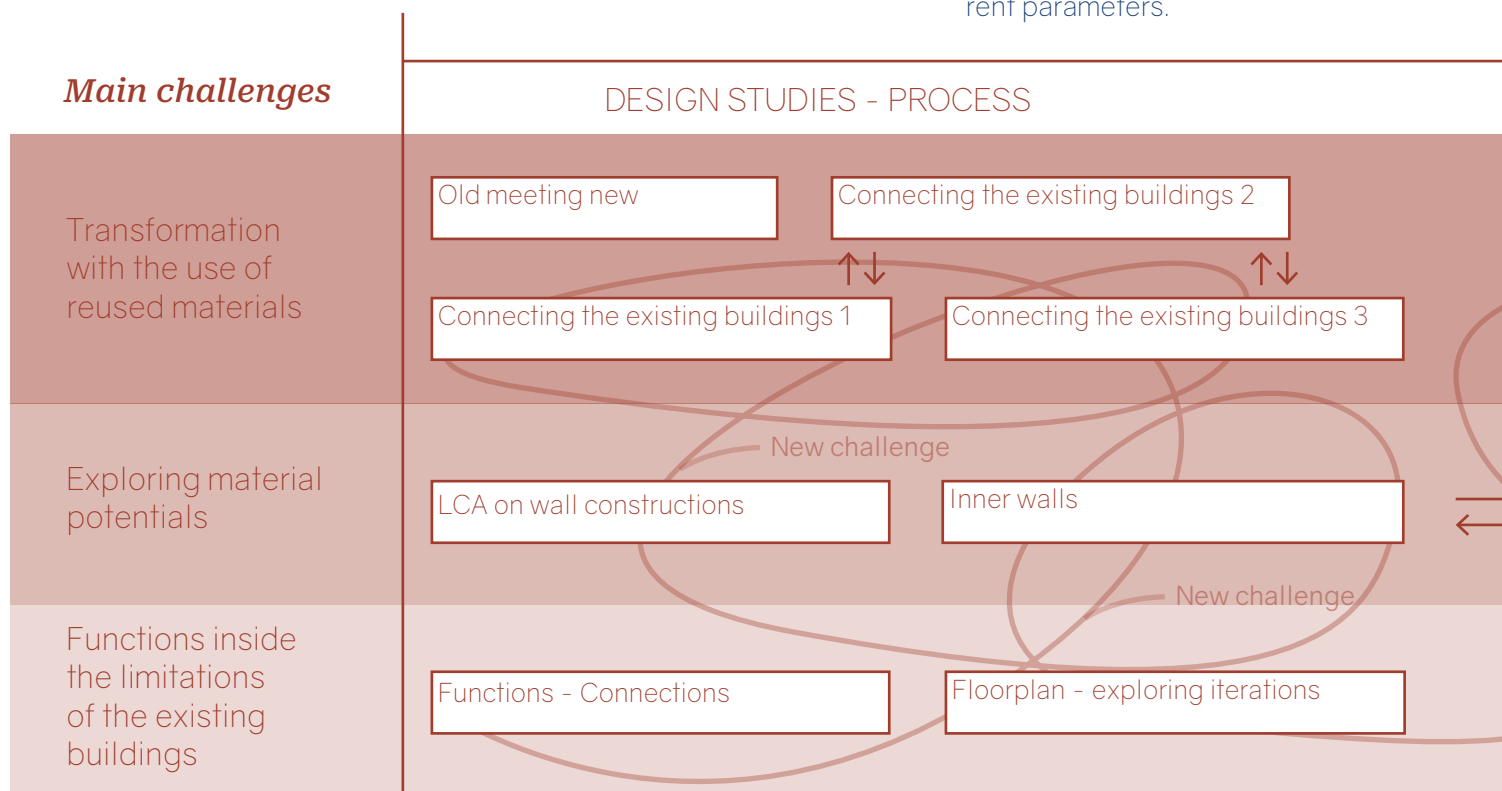 rent parameters.
Main challenges
DESIGN STUDIES - PROCESS
Transformation
with the use of
reused materials
Old meeting new
Connecting the existing buildings 2
Connecting the existing buildings 1
Connecting the existing buildings 3
Exploring material
potentials
New challenge
LCA on wall constructions
Inner walls
New challenge
Functions inside
the limitations
of the existing
buildings
Functions - Connections
Floorplan - exploring iterations